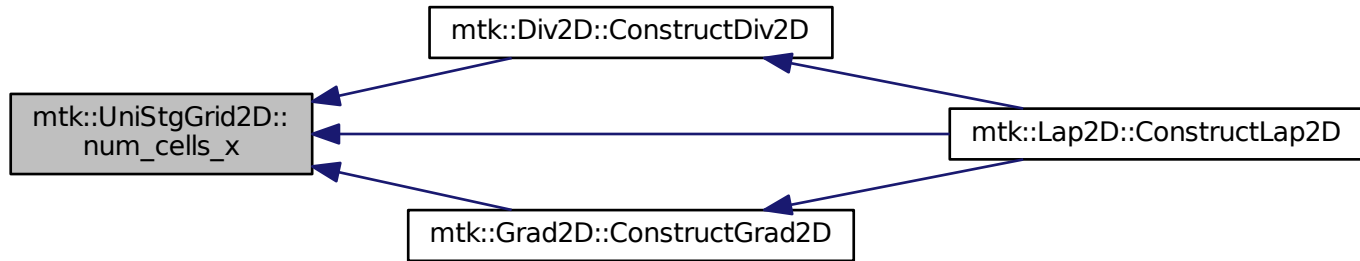 mtk::Div2D::ConstructDiv2D
mtk::UniStgGrid2D::
num_cells_x
mtk::Lap2D::ConstructLap2D
mtk::Grad2D::ConstructGrad2D